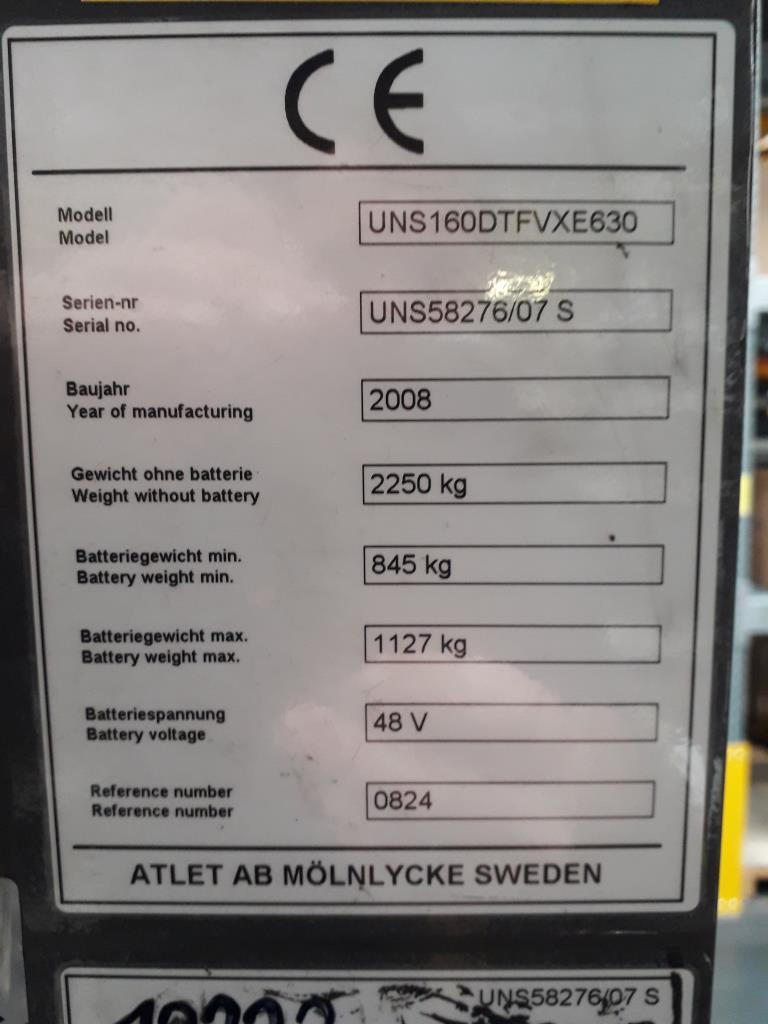 CE
Modell
Model
UNS160DTFVXE630
Serien-nr
Serial no.
UNS58276/07 S
Baujahr
Year of manufacturing
2008
Gewicht ohne batterie
Weight without battery
2250 kg
Batteriegewicht min.
Battery weight min.
845 kg
Batteriegewicht max.
Battery weight max.
1127 kg
Batteriespannung
Battery voltage
48 V
Reference number
Reference number
0824
ATLET AB MÖLNLYCKE SWEDEN
UNS58276/07 S